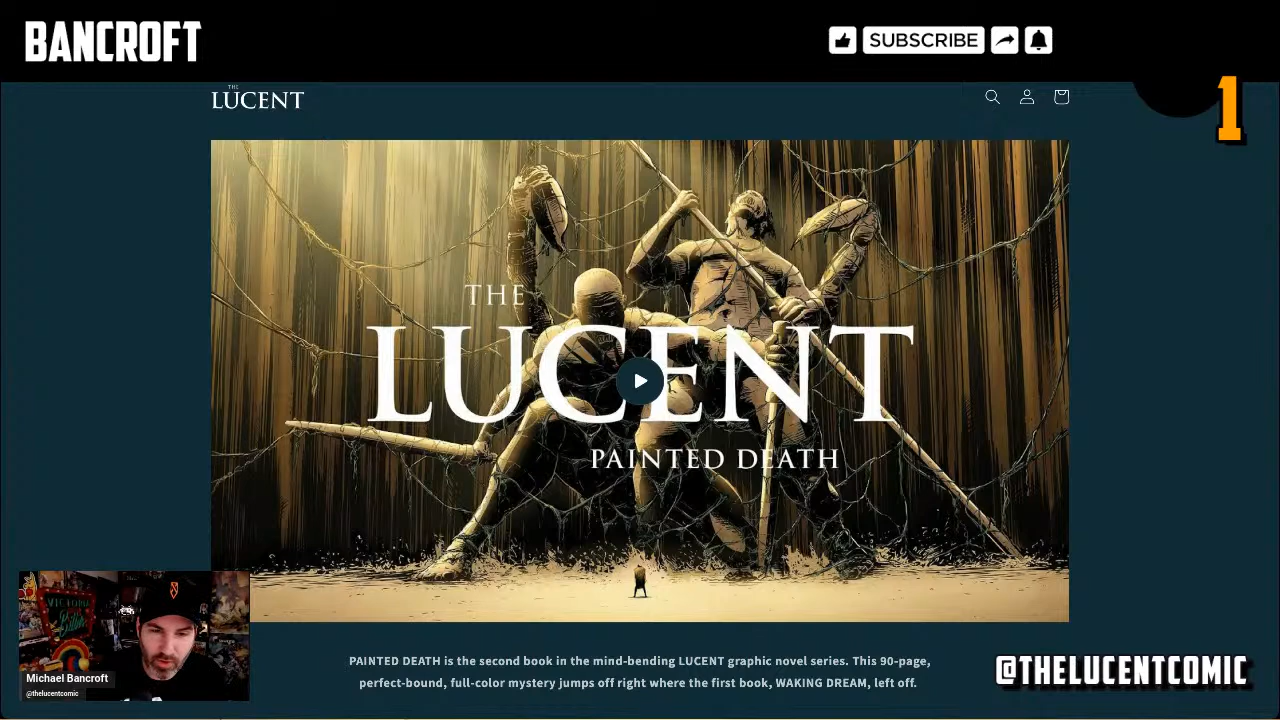 BANCROFT
SUBSCRIBE
THE
LUCENT
1
THE
LUCENT
PAINTED DEATH
PAINTED DEATH is the second book in the mind-bending LUCENT graphic novel series. This 90-page,
perfect-bound, full-color mystery jumps off right where the first book, WAKING DREAM, left off.
VICTORIA
Bitter
Michael Bancroft
@thelucentcomic
@THELUCENTCOMIC